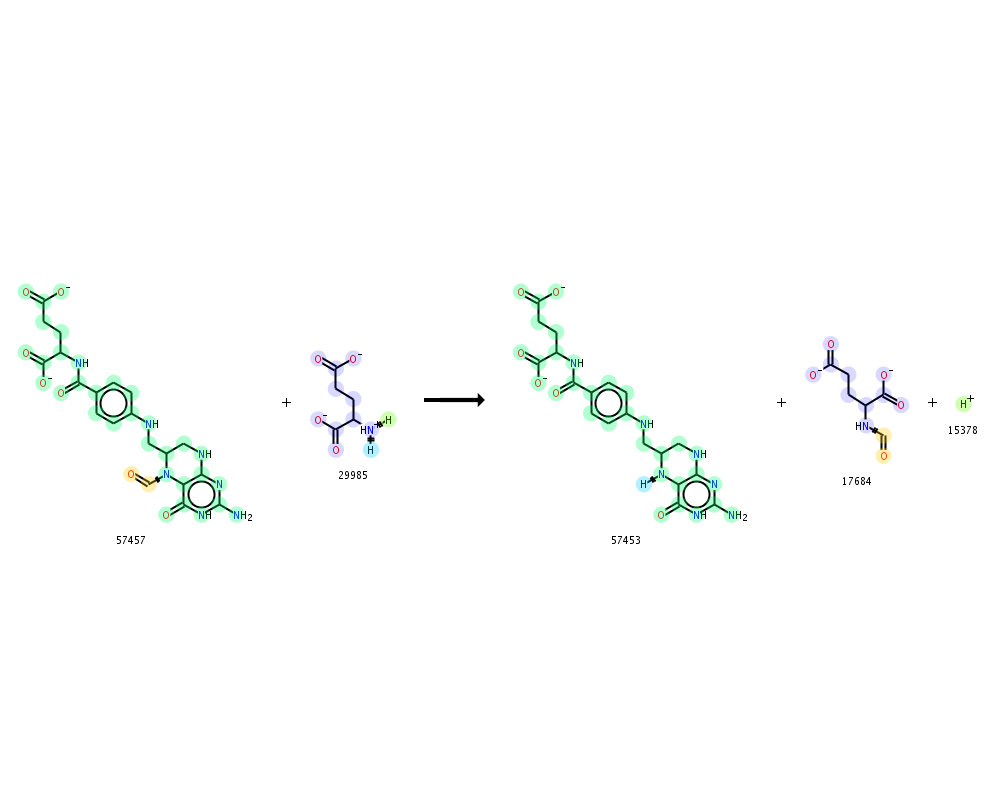 O O⁻
O
O⁻
NH
O
NH
O
N
NH
N
O
NH
NH₂
57457
+
O O⁻
O⁻
O
HN⁺ H
H
29985
O O⁻
O
O⁻
NH
O
NH
H
N
NH
N
O
NH
NH₂
57453
+
O
O⁻
O⁻
O
HN
O
17684
+
H⁺
15378